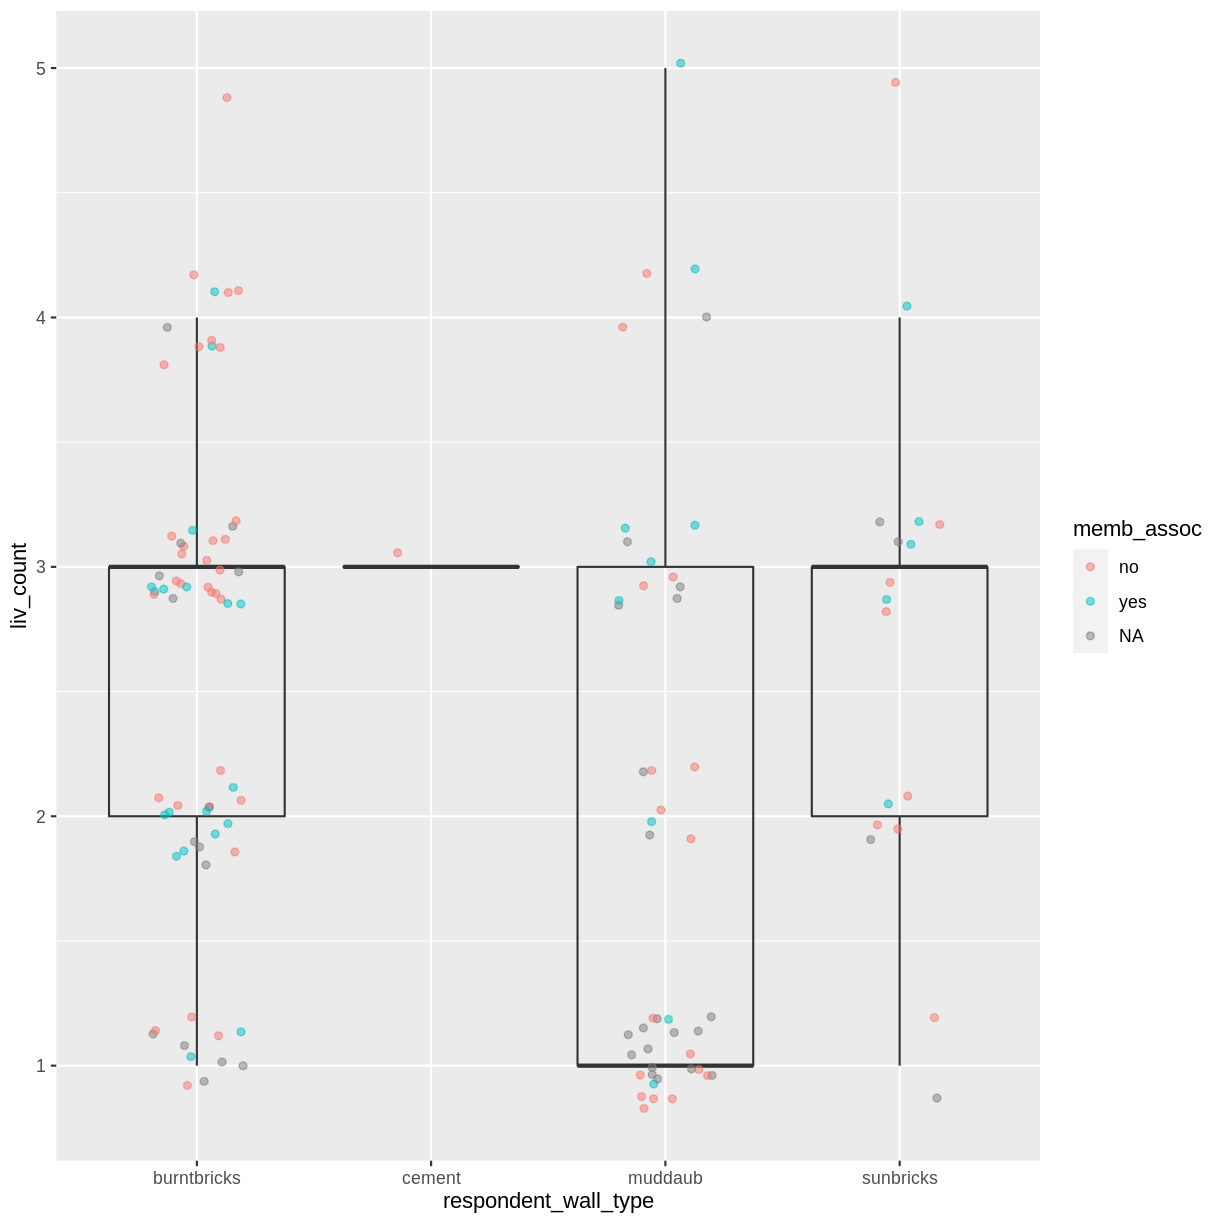 5
4
3
2
1
liv_count
burntbricks
cement
muddaub
sunbricks
respondent_wall_type
memb_assoc
no
yes
NA